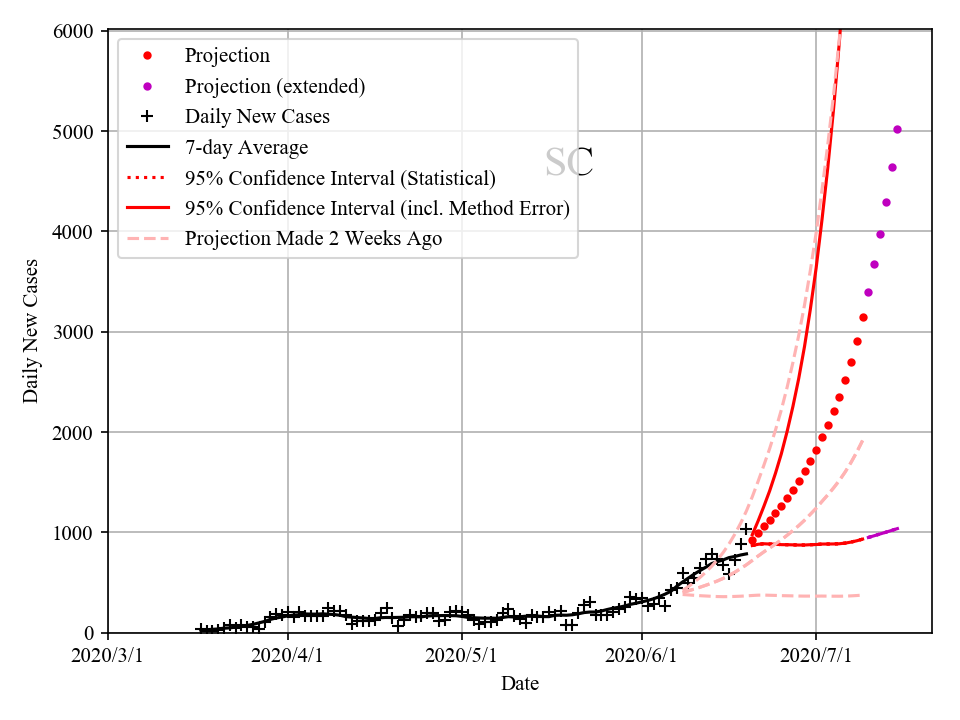 6000
5000
4000
3000
2000
1000
0
Daily New Cases
Projection
Projection (extended)
Daily New Cases
7-day Average
95% Confidence Interval (Statistical)
95% Confidence Interval (incl. Method Error)
Projection Made 2 Weeks Ago
SC
2020/3/1 2020/4/1 2020/5/1 2020/6/1 2020/7/1
Date